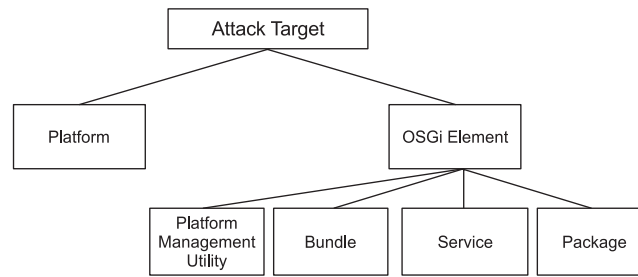 Attack Target
Platform
OSGi Element
Platform
Management
Utility
Bundle
Service
Package